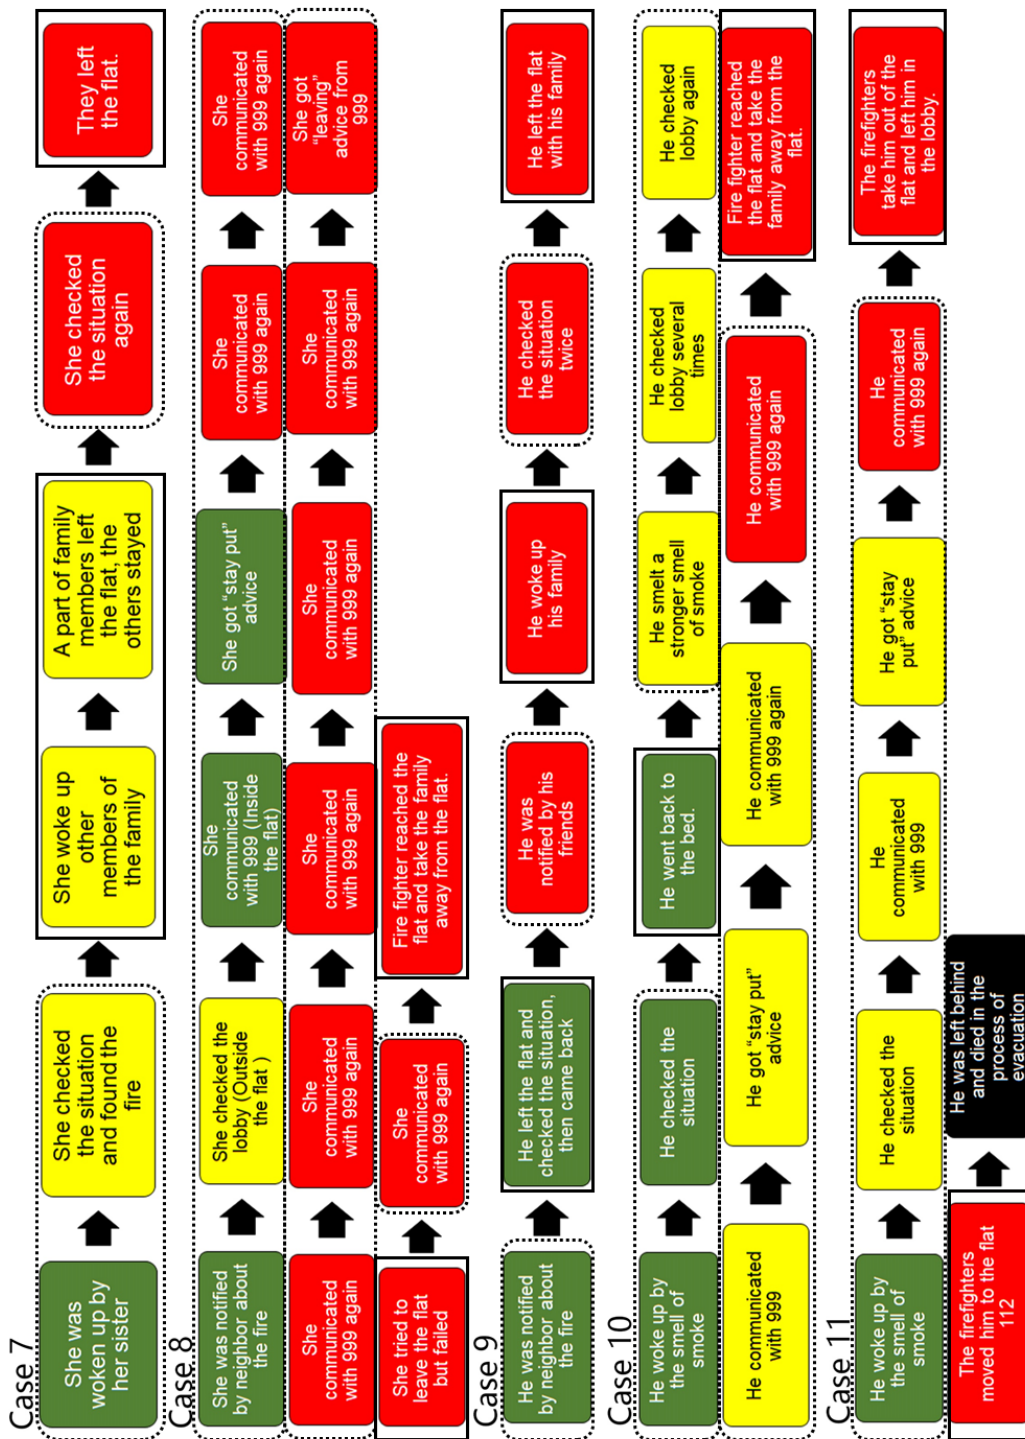 Case 7
She was
woken up by
her sister
She checked
the situation
and found the
fire
She woke up
other
members of
the family
A part of family
members left
the flat, the
others stayed
She checked
the situation
again
They left
the flat.
Case 8
She was notified
by neighbor about
the fire
She checked the
lobby (Outside
the flat )
She
communicated
with 999 (Inside
the flat)
She got "stay put"
advice
She
communicated
with 999 again
She
communicated
with 999 again
She
communicated
with 999 again
She
communicated
with 999 again
She
communicated
with 999 again
She
communicated
with 999 again
She
communicated
with 999 again
She got
"leaving"
advice from
999
She tried to
leave the flat
but failed
She
communicated
with 999 again
Fire fighter reached the
flat and take the family
away from the flat.
Case 9
He was notified by
neighbor about
the fire
He left the flat and
checked the situation,
then came back
He was
notified by his
friends
He woke up
his family
He checked
the situation
twice
He left the flat
with his family
Case 10
He woke up by
the smell of
smoke
He checked the
situation
He went back to
the bed.
He smelt a
stronger smell
of smoke
He checked
lobby several
times
He checked
lobby again
He communicated
with 999
He got "stay put"
advice
He communicated
with 999 again
He communicated
with 999 again
Fire fighter reached
the flat and take the
family away from the
flat.
Case 11
He woke up by
the smell of
smoke
He checked the
situation
He
communicated
with 999
He got "stay
put" advice
He
communicated
with 999 again
The firefighters
take him out of the
flat and left him in
the lobby.
The firefighters
moved him to the flat
112
He was left behind
and died in the
process of
evacuation